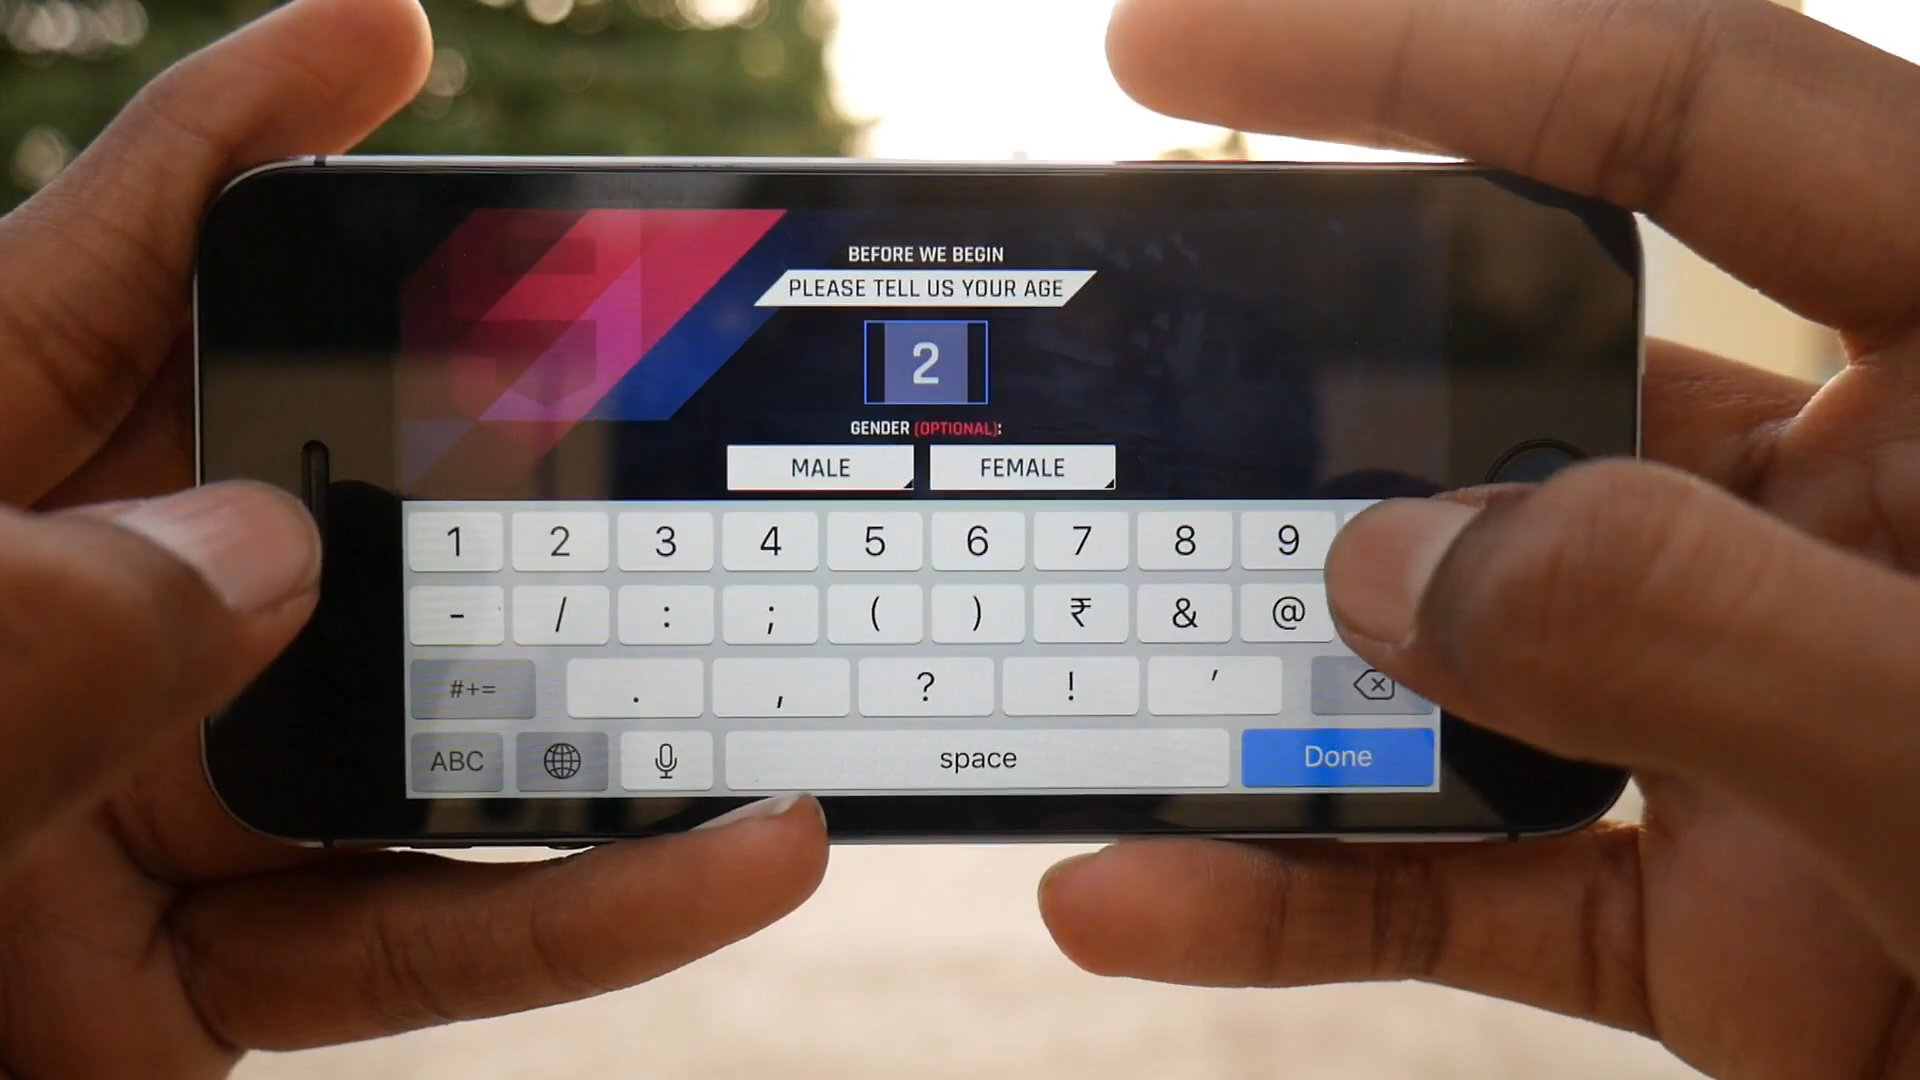 BEFORE WE BEGIN
PLEASE TELL US YOUR AGE
2
GENDER (OPTIONAL):
MALE FEMALE
1 2 3 4 5 6 7 8 9
- / : ; ( ) ₹ & @
#+= . , ? ! '
ABC space Done